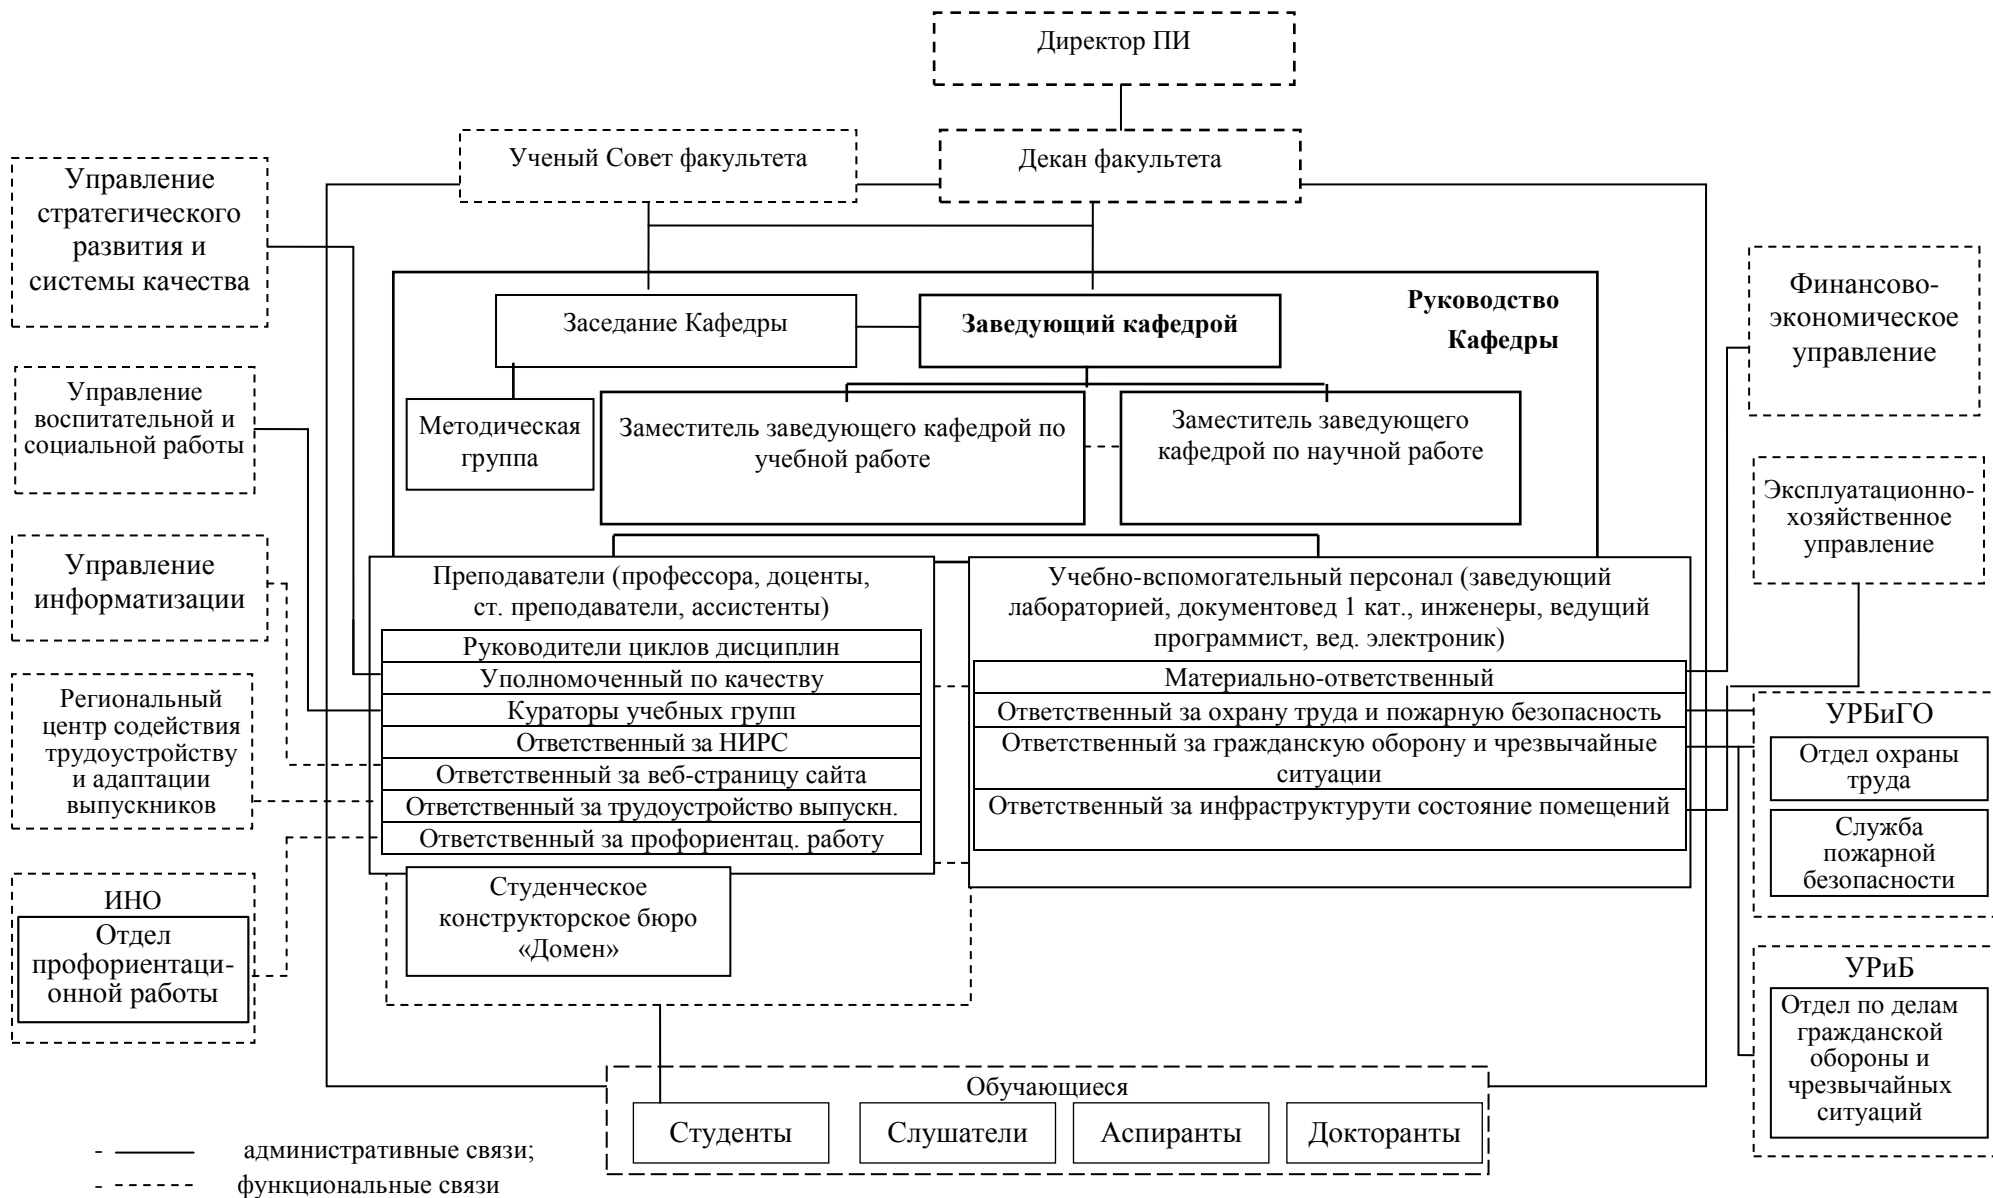 Директор ПИ
Ученый Совет факультета
Декан факультета
Управление
стратегического
развития и
системы качества
Управление
воспитательной и
социальной работы
Управление
информатизации
Региональный
центр содействия
трудоустройству
и адаптации
выпускников
ИНО
Отдел
профориентаци-
онной работы
Руководство
Кафедры
Заседание Кафедры
Заведующий кафедрой
Методическая
группа
Заместитель заведующего кафедрой по
учебной работе
Заместитель заведующего
кафедрой по научной работе
Преподаватели (профессора, доценты,
ст. преподаватели, ассистенты)
Руководители циклов дисциплин
Уполномоченный по качеству
Кураторы учебных групп
Ответственный за НИРС
Ответственный за веб-страницу сайта
Ответственный за трудоустройство выпускн.
Ответственный за профориентац. работу
Студенческое
конструкторское бюро
«Домен»
Учебно-вспомогательный персонал (заведующий
лабораторией, документовед 1 кат., инженеры, ведущий
программист, вед. электроник)
Материально-ответственный
Ответственный за охрану труда и пожарную безопасность
Ответственный за гражданскую оборону и чрезвычайные
ситуации
Ответственный за инфраструктурути состояние помещений
Финансово-
экономическое
управление
Эксплуатационно-
хозяйственное
управление
УРБиГО
Отдел охраны
труда
Служба
пожарной
безопасности
УРиБ
Отдел по делам
гражданской
обороны и
чрезвычайных
ситуаций
Обучающиеся
Студенты
Слушатели
Аспиранты
Докторанты
- административные связи;
- функциональные связи